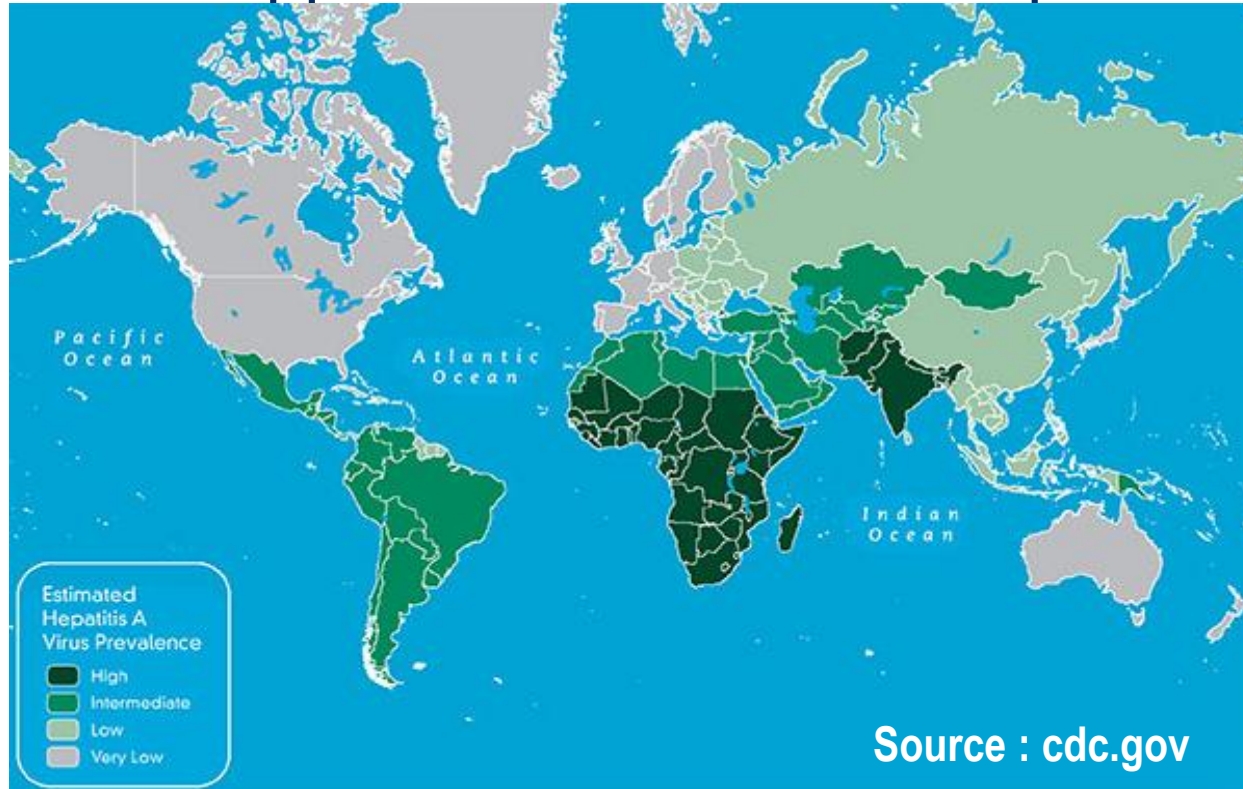 Pacific
Ocean
Atlantic
Ocean
Indian
Ocean
Estimated
Hepatitis A
Virus Prevalence
High
Intermediate
Low
Very Low
Source : cdc.gov